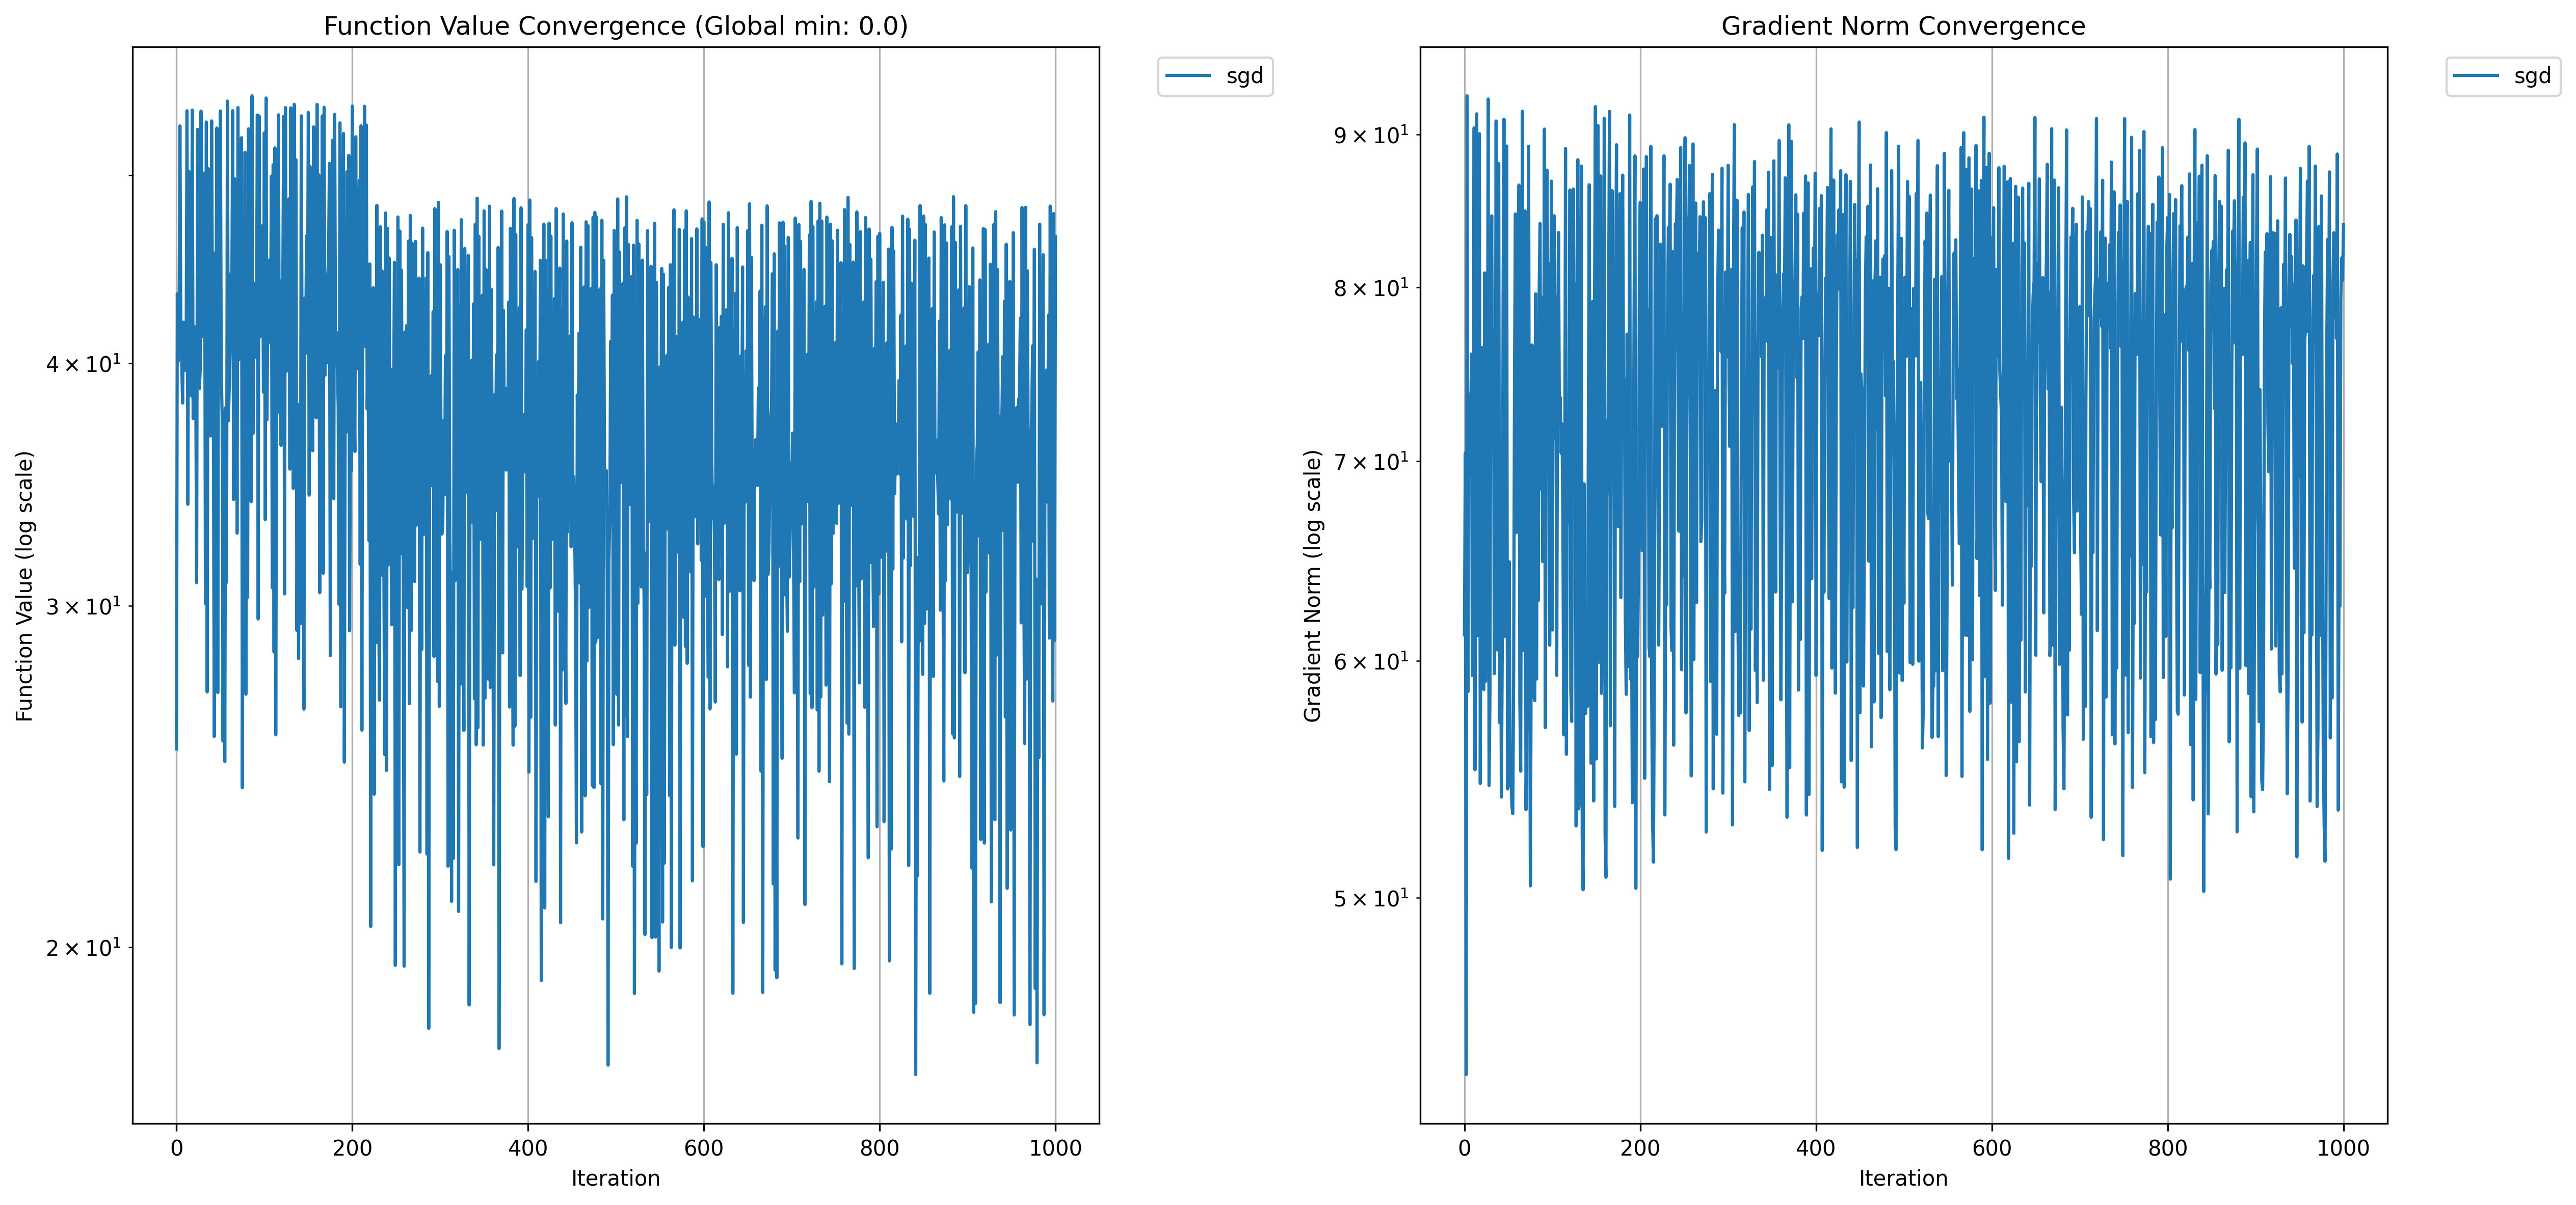 Function Value Convergence (Global min: 0.0)
sgd
4 × 10¹
3 × 10¹
2 × 10¹
Function Value (log scale)
0 200 400 600 800 1000
Iteration
Gradient Norm Convergence
sgd
9 × 10¹
8 × 10¹
7 × 10¹
6 × 10¹
5 × 10¹
Gradient Norm (log scale)
0 200 400 600 800 1000
Iteration